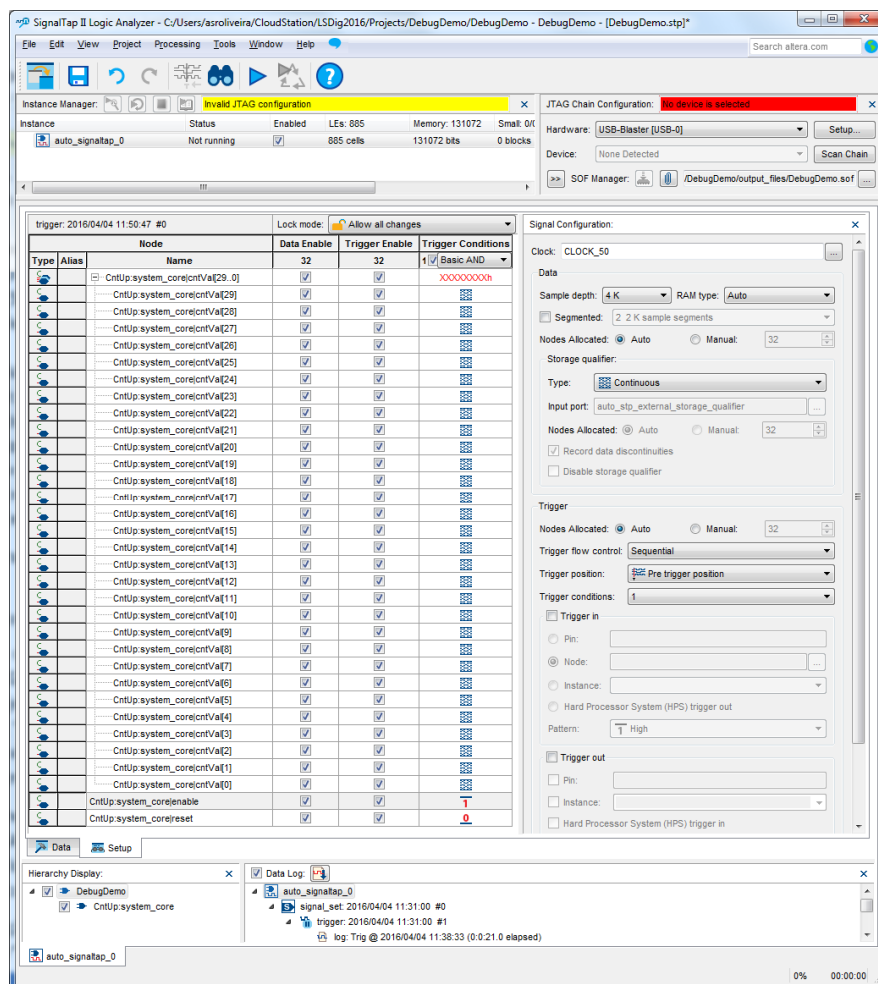 SignalTap II Logic Analyzer - C:/Users/asroliveira/CloudStation/LSDig2016/Projects/DebugDemo/DebugDemo - DebugDemo - [DebugDemo.stp]*
File Edit View Project Processing Tools Window Help
Search altera.com
Instance Manager: Invalid JTAG configuration
Instance Status Enabled LEs: 885 Memory: 131072 Small: 0/(
auto_signaltap_0 Not running 885 cells 131072 bits 0 blocks
JTAG Chain Configuration: No device is selected
Hardware: USB-Blaster [USB-0] Setup...
Device: None Detected Scan Chain
>> SOF Manager: /DebugDemo/output_files/DebugDemo.sof ...
trigger: 2016/04/04 11:50:47 #0 Lock mode: Allow all changes
Node Data Enable Trigger Enable Trigger Conditions
Type Alias Name 32 32 1 Basic AND
CntUp:system_core|cntVal[29..0] XXXXXXXXh
CntUp:system_core|cntVal[29]
CntUp:system_core|cntVal[28]
CntUp:system_core|cntVal[27]
CntUp:system_core|cntVal[26]
CntUp:system_core|cntVal[25]
CntUp:system_core|cntVal[24]
CntUp:system_core|cntVal[23]
CntUp:system_core|cntVal[22]
CntUp:system_core|cntVal[21]
CntUp:system_core|cntVal[20]
CntUp:system_core|cntVal[19]
CntUp:system_core|cntVal[18]
CntUp:system_core|cntVal[17]
CntUp:system_core|cntVal[16]
CntUp:system_core|cntVal[15]
CntUp:system_core|cntVal[14]
CntUp:system_core|cntVal[13]
CntUp:system_core|cntVal[12]
CntUp:system_core|cntVal[11]
CntUp:system_core|cntVal[10]
CntUp:system_core|cntVal[9]
CntUp:system_core|cntVal[8]
CntUp:system_core|cntVal[7]
CntUp:system_core|cntVal[6]
CntUp:system_core|cntVal[5]
CntUp:system_core|cntVal[4]
CntUp:system_core|cntVal[3]
CntUp:system_core|cntVal[2]
CntUp:system_core|cntVal[1]
CntUp:system_core|cntVal[0]
CntUp:system_core|enable 1
CntUp:system_core|reset 0
Data Setup
Signal Configuration:
Clock: CLOCK_50 ...
Data
Sample depth: 4 K RAM type: Auto
Segmented: 2 2 K sample segments
Nodes Allocated: Auto Manual: 32
Storage qualifier:
Type: Continuous
Input port: auto_stp_external_storage_qualifier ...
Nodes Allocated: Auto Manual: 32
Record data discontinuities
Disable storage qualifier
Trigger
Nodes Allocated: Auto Manual: 32
Trigger flow control: Sequential
Trigger position: Pre trigger position
Trigger conditions: 1
Trigger in
Pin:
Node: ...
Instance:
Hard Processor System (HPS) trigger out
Pattern: 1 High
Trigger out
Pin:
Instance:
Hard Processor System (HPS) trigger in
Hierarchy Display:
DebugDemo
CntUp:system_core
Data Log:
auto_signaltap_0
signal_set: 2016/04/04 11:31:00 #0
trigger: 2016/04/04 11:31:00 #1
log: Trig @ 2016/04/04 11:38:33 (0:0:21.0 elapsed)
auto_signaltap_0
0% 00:00:00